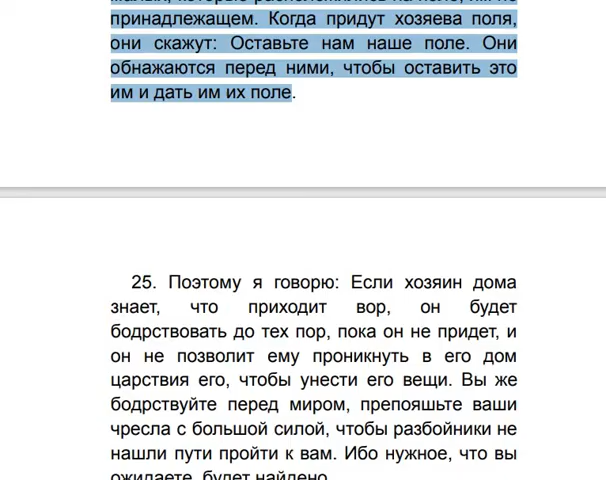 принадлежащем. Когда придут хозяева поля,
они скажут: Оставьте нам наше поле. Они
обнажаются перед ними, чтобы оставить это
им и дать им их поле.
25. Поэтому я говорю: Если хозяин дома
знает, что приходит вор, он будет
бодрствовать до тех пор, пока он не придет, и
он не позволит ему проникнуть в его дом
царствия его, чтобы унести его вещи. Вы же
бодрствуйте перед миром, препояшьте ваши
чресла с большой силой, чтобы разбойники не
нашли пути пройти к вам. Ибо нужное, что вы
ожидаете, будет найдено.